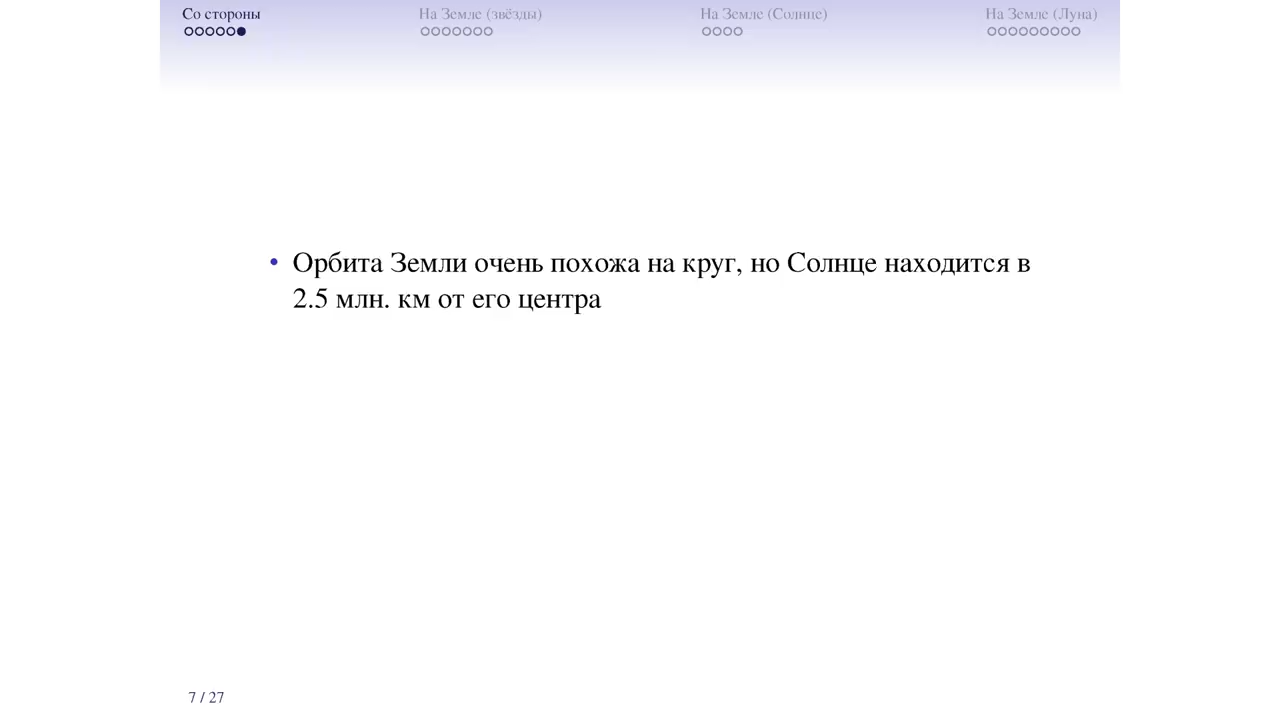 Со стороны
На Земле (звёзды)
На Земле (Солнце)
На Земле (Луна)
• Орбита Земли очень похожа на круг, но Солнце находится в
2.5 млн. км от его центра
7 / 27